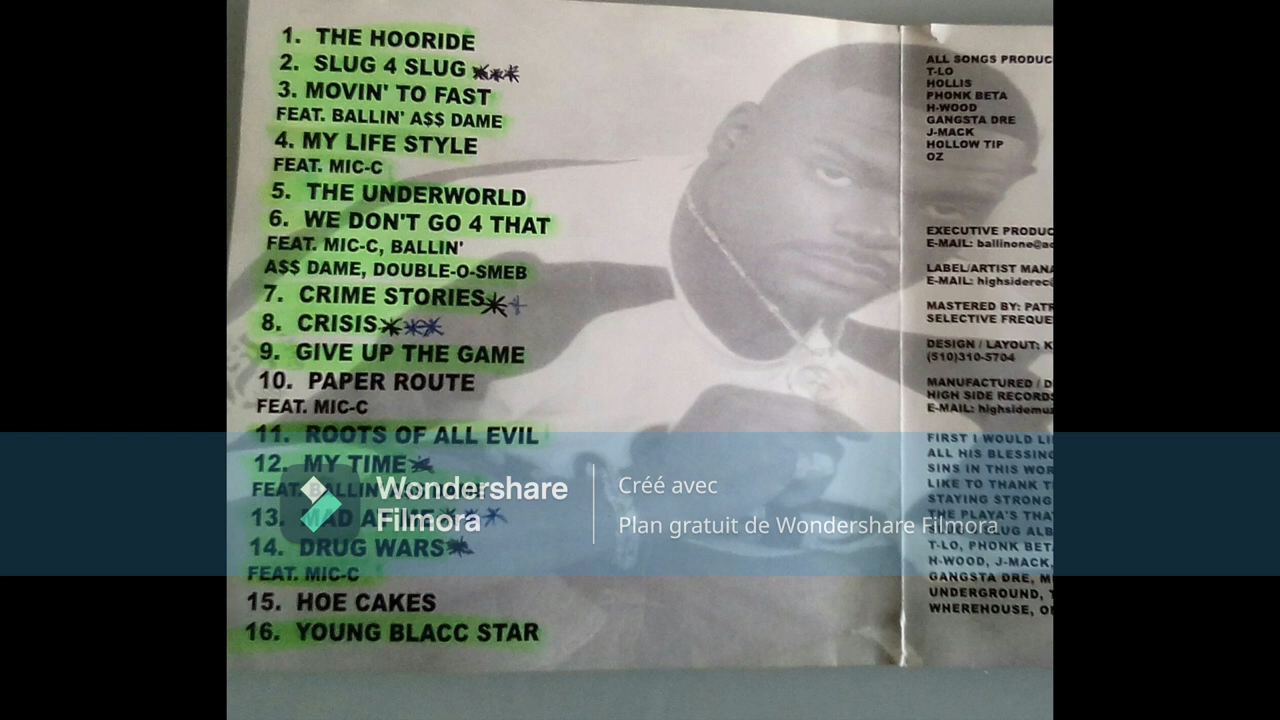 1. THE HOORIDE
2. SLUG 4 SLUG
3. MOVIN' TO FAST
FEAT. BALLIN' A$$ DAME
4. MY LIFE STYLE
FEAT. MIC-C
5. THE UNDERWORLD
6. WE DON'T GO 4 THAT
FEAT. MIC-C, BALLIN'
A$$ DAME, DOUBLE-O-SMEB
7. CRIME STORIES
8. CRISIS
9. GIVE UP THE GAME
10. PAPER ROUTE
FEAT. MIC-C
11. ROOTS OF ALL EVIL
12. MY TIME
FEAT.
13.
14. DRUG WARS
FEAT. MIC-C
15. HOE CAKES
16. YOUNG BLACC STAR
Wondershare
Filmora
Créé avec
Plan gratuit de Wondershare Filmora
ALL SONGS PRODUC
T-LO
HOLLIS
PHONK BETA
H-WOOD
GANGSTA DRE
J-MACK
HOLLOW TIP
OZ
EXECUTIVE PRODUC
E-MAIL: ballinone@ao
LABEL/ARTIST MANA
E-MAIL: highsiderec@
MASTERED BY: PATR
SELECTIVE FREQUE
DESIGN / LAYOUT: K
(510)310-5704
MANUFACTURED / D
HIGH SIDE RECORDS
E-MAIL: highsidemuz
FIRST I WOULD LI
ALL HIS BLESSING
SINS IN THIS WOR
LIKE TO THANK T
STAYING STRONG
THE PLAYA'S THA
SLUG ALB
T-LO, PHONK BET
H-WOOD, J-MACK,
GANGSTA DRE, M
UNDERGROUND, T
WHEREHOUSE, O